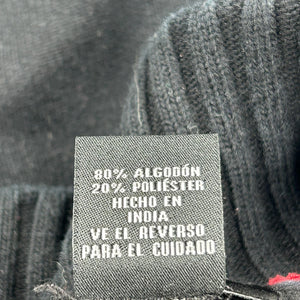 80% ALGODÓN
20% POLIÉSTER
HECHO EN
INDIA
VE EL REVERSO
PARA EL CUIDADO